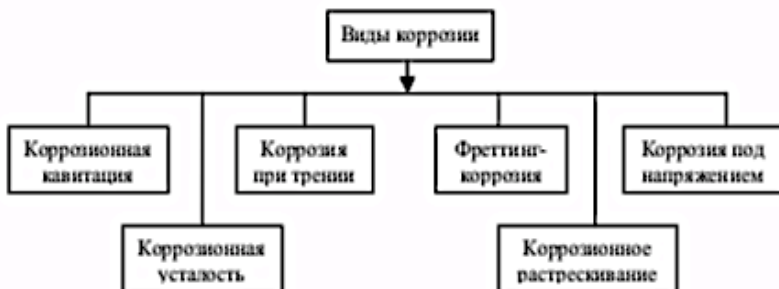 Виды коррозии
Коррозионная
кавитация
Коррозия
при трении
Фреттинг-
коррозия
Коррозия под
напряжением
Коррозионная
усталость
Коррозионное
растрескивание